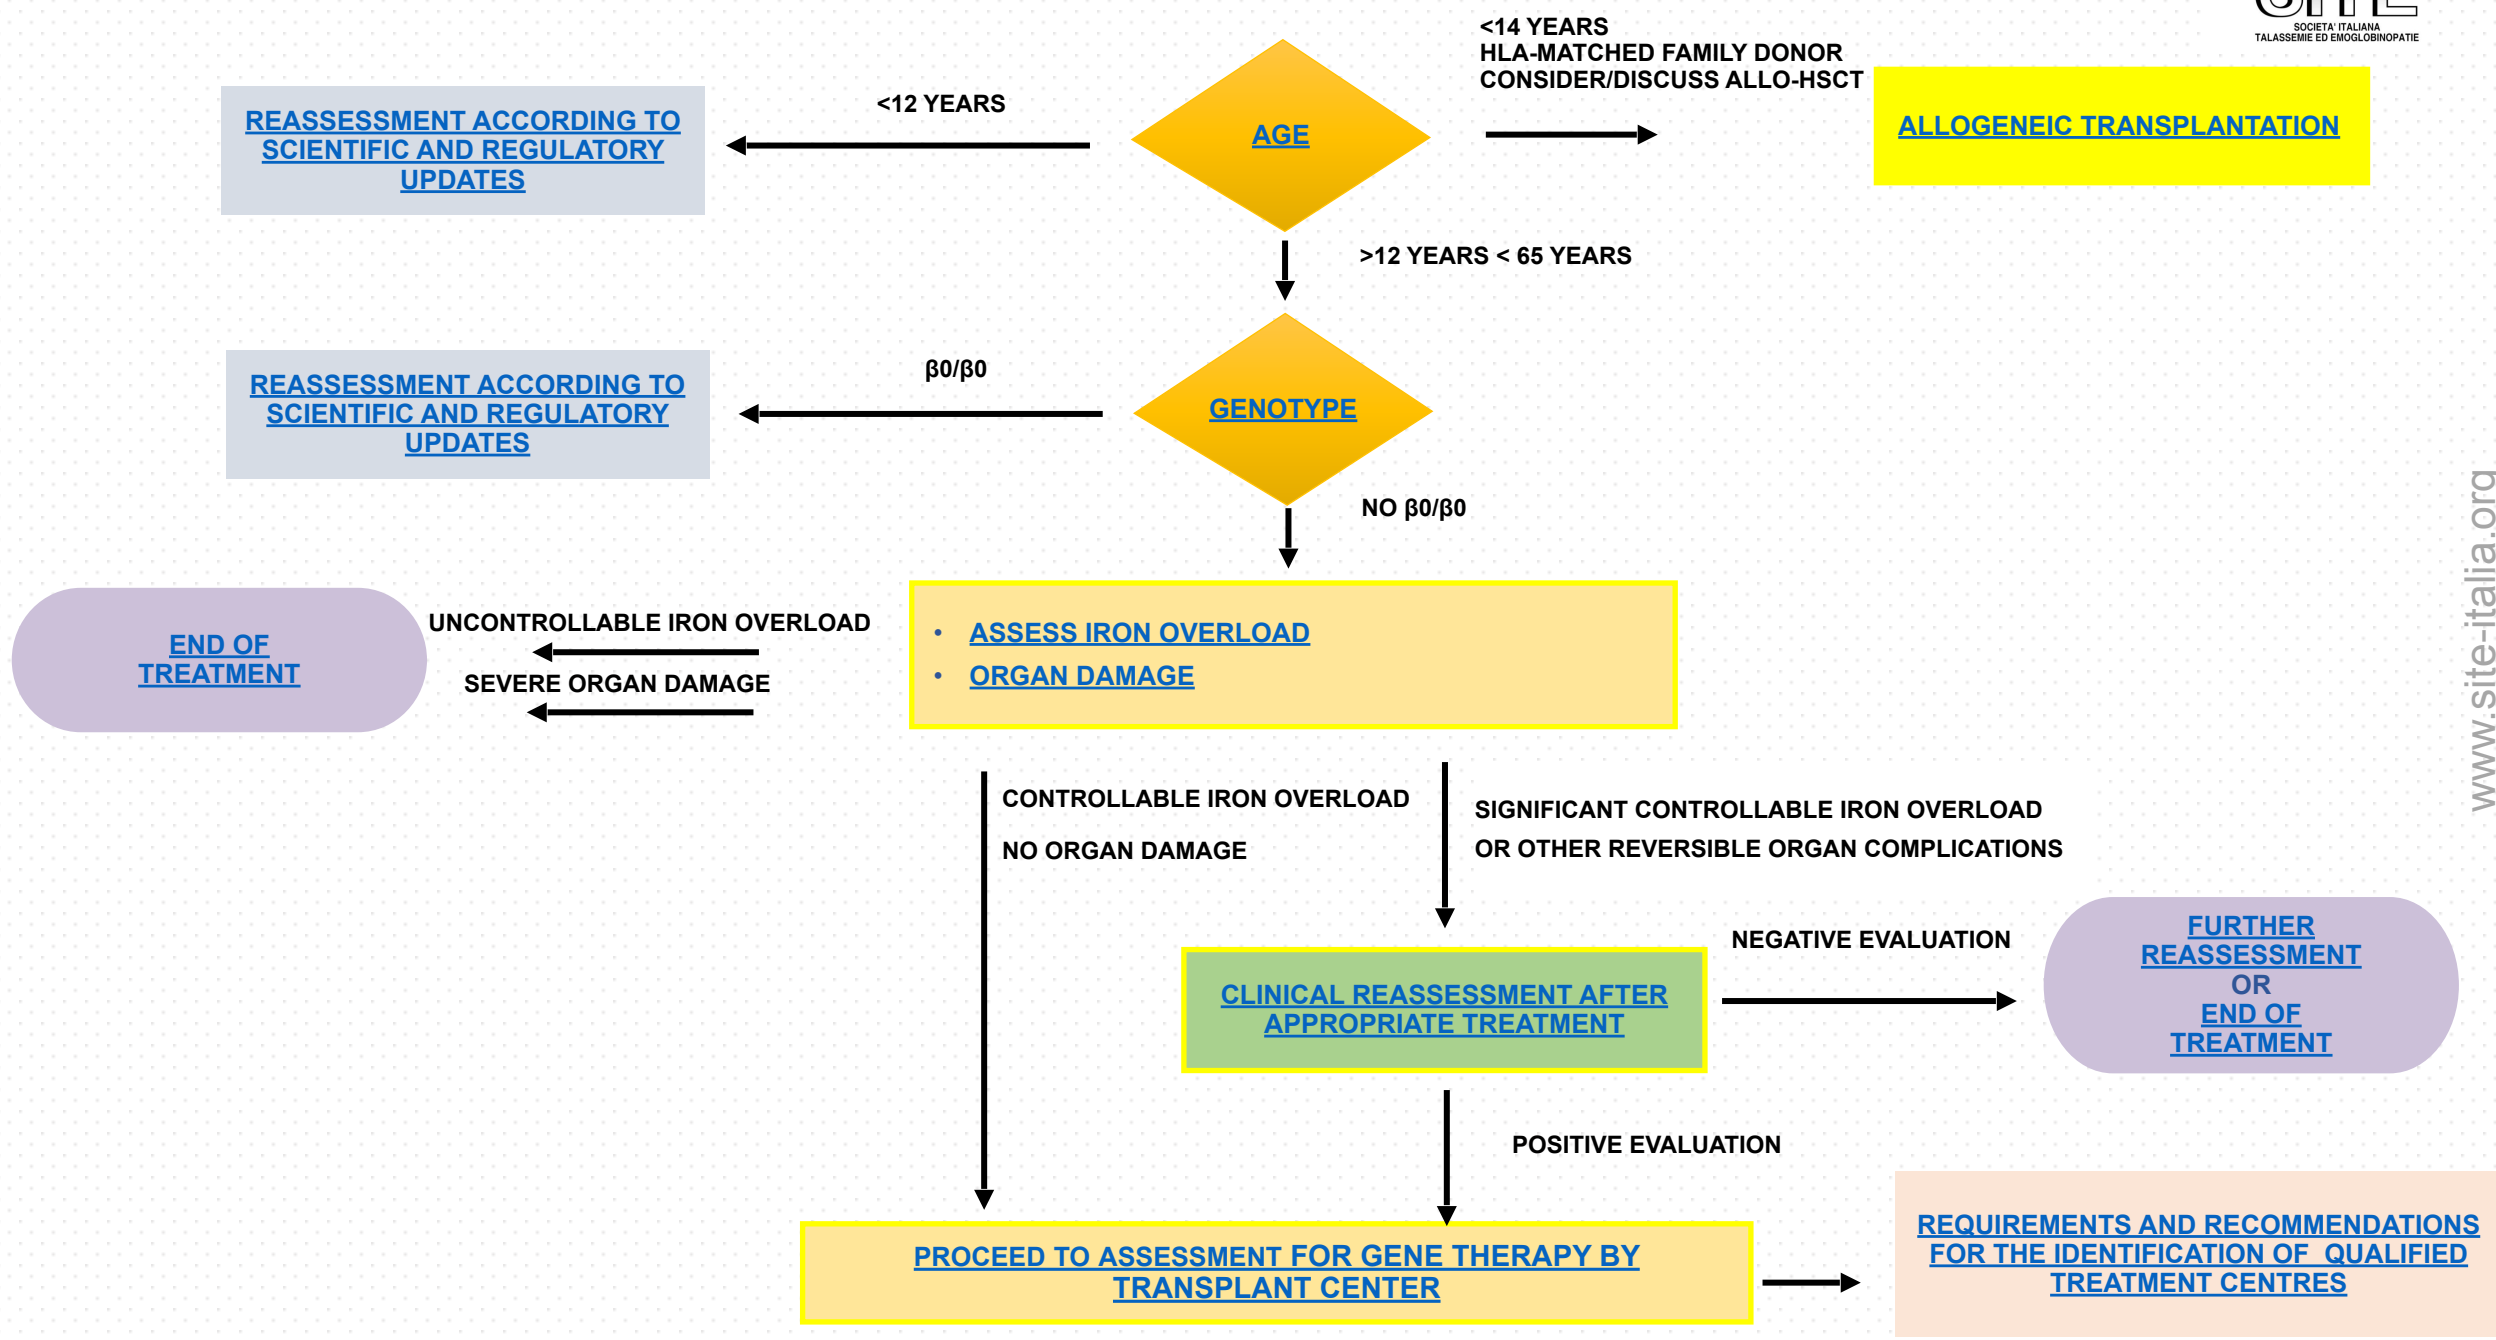 SITE
SOCIETA' ITALIANA
TALASSEMIE ED EMOGLOBINOPATIE
<14 YEARS
HLA-MATCHED FAMILY DONOR
CONSIDER/DISCUSS ALLO-HSCT
<12 YEARS
REASSESSMENT ACCORDING TO
SCIENTIFIC AND REGULATORY
UPDATES
AGE
ALLOGENEIC TRANSPLANTATION
>12 YEARS < 65 YEARS
β0/β0
REASSESSMENT ACCORDING TO
SCIENTIFIC AND REGULATORY
UPDATES
GENOTYPE
NO β0/β0
END OF
TREATMENT
UNCONTROLLABLE IRON OVERLOAD
SEVERE ORGAN DAMAGE
• ASSESS IRON OVERLOAD
• ORGAN DAMAGE
www.site-italia.org
CONTROLLABLE IRON OVERLOAD
NO ORGAN DAMAGE
SIGNIFICANT CONTROLLABLE IRON OVERLOAD
OR OTHER REVERSIBLE ORGAN COMPLICATIONS
CLINICAL REASSESSMENT AFTER
APPROPRIATE TREATMENT
NEGATIVE EVALUATION
FURTHER
REASSESSMENT
OR
END OF
TREATMENT
POSITIVE EVALUATION
PROCEED TO ASSESSMENT FOR GENE THERAPY BY
TRANSPLANT CENTER
REQUIREMENTS AND RECOMMENDATIONS
FOR THE IDENTIFICATION OF QUALIFIED
TREATMENT CENTRES